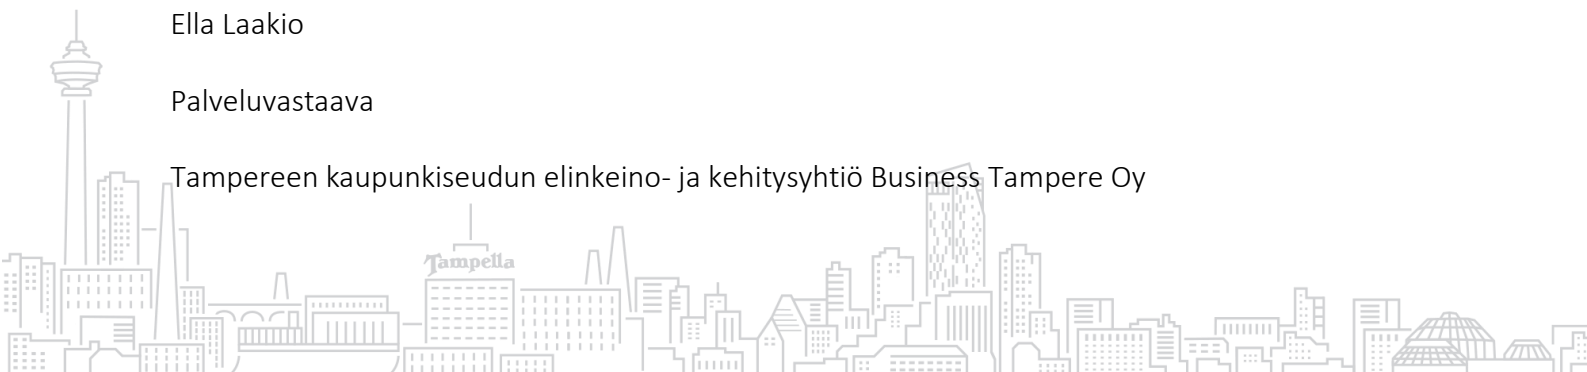 Ella Laakio
Palveluvastaava
Tampereen kaupunkiseudun elinkeino- ja kehitysyhtiö Business Tampere Oy
Tampella